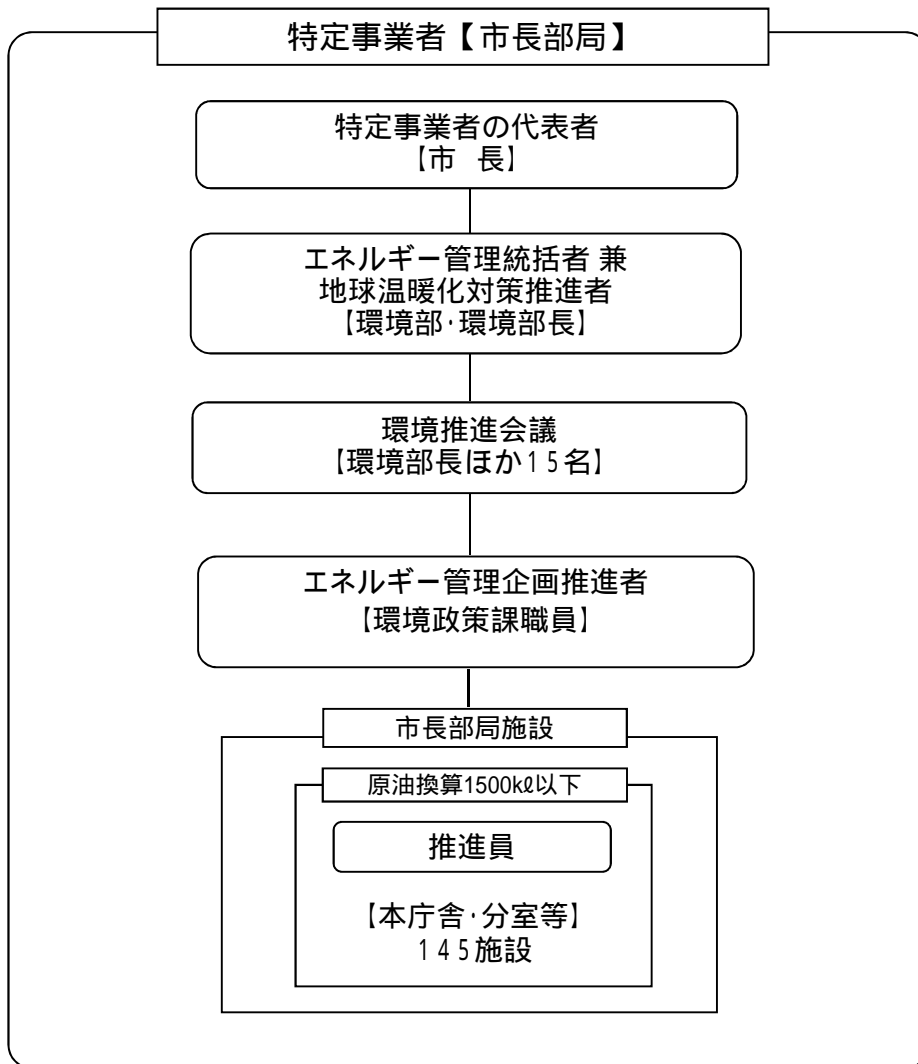 特定事業者【市長部局】
特定事業者の代表者
【市 長】
エネルギー管理統括者 兼
地球温暖化対策推進者
【環境部・環境部長】
環境推進会議
【環境部長ほか15名】
エネルギー管理企画推進者
【環境政策課職員】
市長部局施設
原油換算1500kℓ以下
推進員
【本庁舎・分室等】
145施設